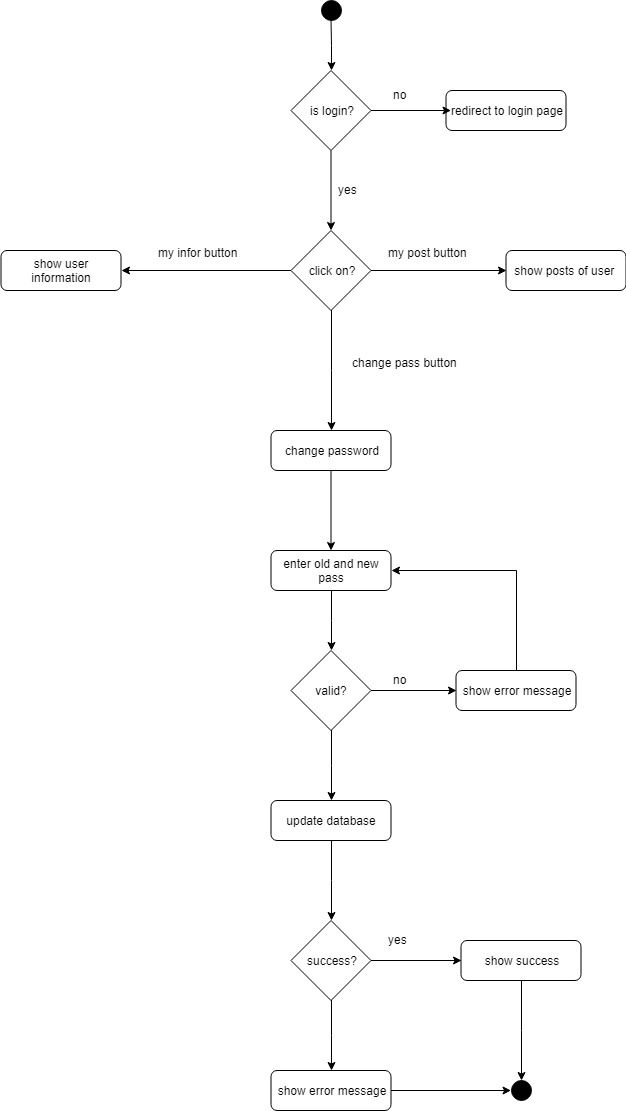 is login?
no
redirect to login page
yes
my infor button
my post button
show user
information
click on?
show posts of user
change pass button
change password
enter old and new
pass
valid?
no
show error message
update database
success?
yes
show success
show error message